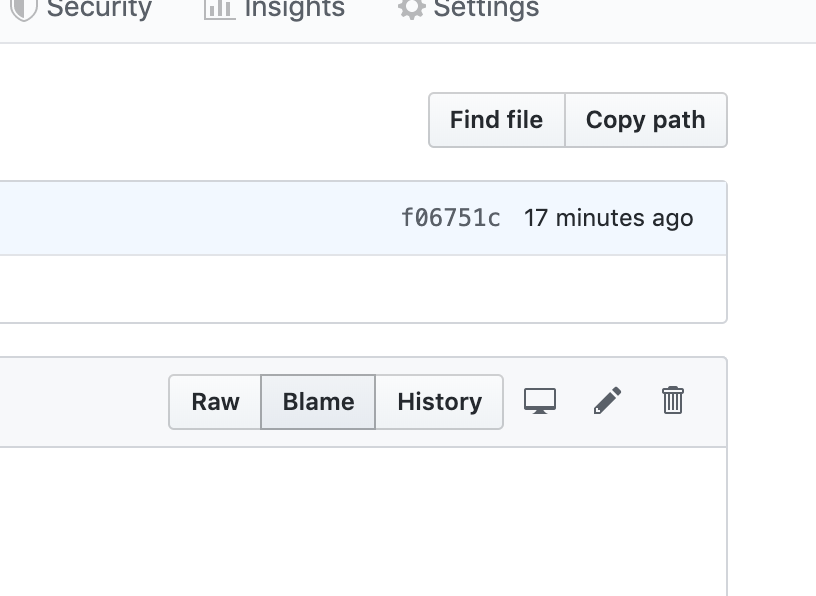 Security Insights Settings
Find file Copy path
f06751c 17 minutes ago
Raw Blame History